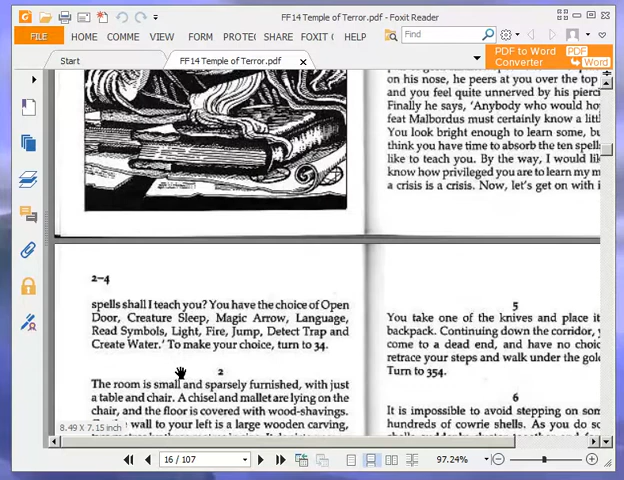 FF14 Temple of Terror.pdf - Foxit Reader
FILE HOME COMME VIEW FORM PROTE( SHARE FOXIT ( HELP Find
Start FF14 Temple of Terror.pdf x PDF to Word Converter PDF Word
on his nose, he peers at you over the top
and you feel quite unnerved by his pierci
Finally he says, 'Anybody who would ho
feat Malbordus must certainly know a littl
You look bright enough to learn some, bu
think you have time to absorb the ten spell
like to teach you. By the way, I would lik
know how privileged you are to learn my m
a crisis is a crisis. Now, let's get on with i
2–4
spells shall I teach you? You have the choice of Open
Door, Creature Sleep, Magic Arrow, Language,
Read Symbols, Light, Fire, Jump, Detect Trap and
Create Water.' To make your choice, turn to 34.
2
The room is small and sparsely furnished, with just
a table and chair. A chisel and mallet are lying on the
chair, and the floor is covered with wood-shavings.
wall to your left is a large wooden carving,
5
You take one of the knives and place it
backpack. Continuing down the corridor, y
come to a dead end, and have no choic
retrace your steps and walk under the gold
Turn to 354.
6
It is impossible to avoid stepping on som
hundreds of cowrie shells. As you do so
8.49 X 7.15 inch
16 / 107 97.24%